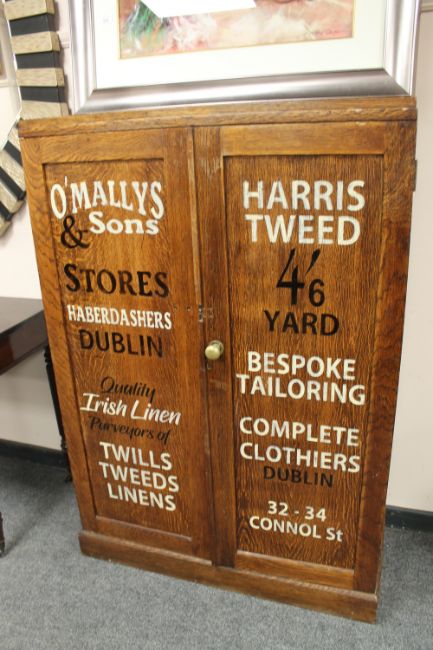 O'MALLYS
& SONS
STORES
HABERDASHERS
DUBLIN
Quality
Irish Linen
Purveyors of
TWILLS
TWEEDS
LINENS
HARRIS
TWEED
4'6
YARD
BESPOKE
TAILORING
COMPLETE
CLOTHIERS
DUBLIN
32 - 34
CONNOL St